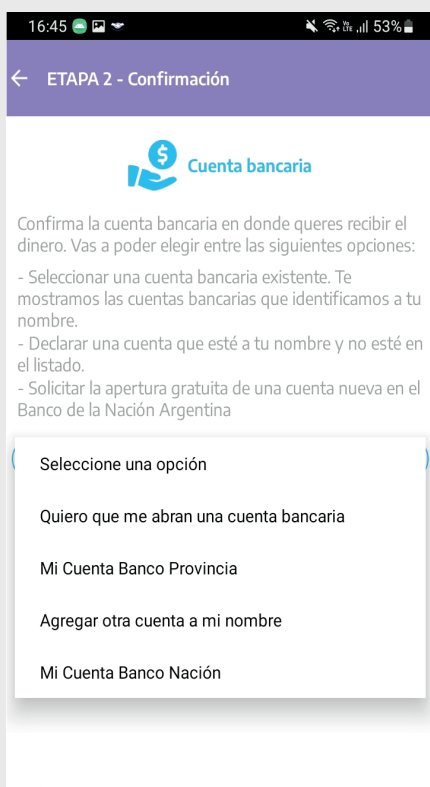 16:45 53%
ETAPA 2 - Confirmación
Cuenta bancaria
Confirma la cuenta bancaria en donde queres recibir el
dinero. Vas a poder elegir entre las siguientes opciones:
- Seleccionar una cuenta bancaria existente. Te
mostramos las cuentas bancarias que identificamos a tu
nombre.
- Declarar una cuenta que esté a tu nombre y no esté en
el listado.
- Solicitar la apertura gratuita de una cuenta nueva en el
Banco de la Nación Argentina
Seleccione una opción
Quiero que me abran una cuenta bancaria
Mi Cuenta Banco Provincia
Agregar otra cuenta a mi nombre
Mi Cuenta Banco Nación